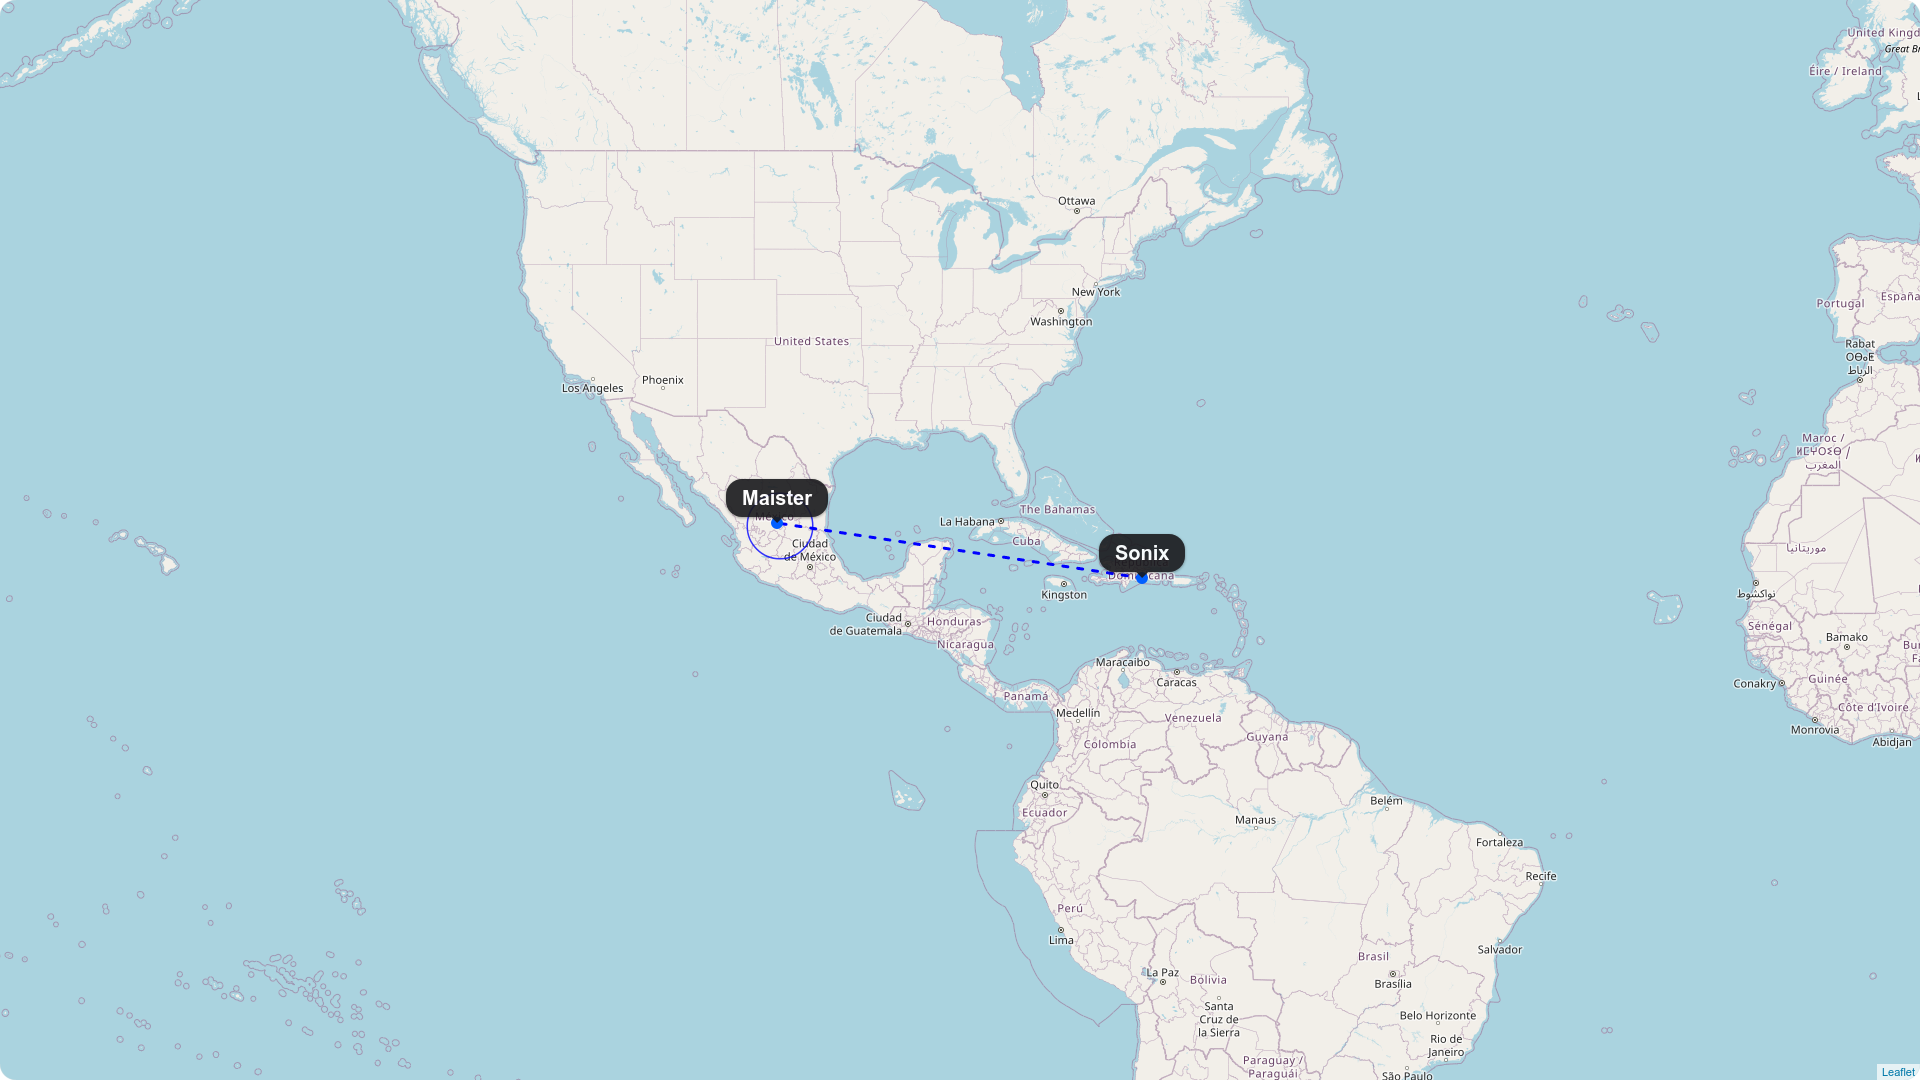 United King
Great Br
Éire / Ireland
Ottawa
New York
Washington
United States
Portugal
España
Rabat
ⵔⴱⴰⵟ
الرباط
Phoenix
Los Angeles
Maroc /
ⵍⵎⵖⵔⵉⴱ /
المغرب
Maister
The Bahamas
La Habana
Cuba
Ciudad
de México
Sonix
موريتانيا
Kingston
نواكشوط
Ciudad
de Guatemala
Honduras
Nicaragua
Sénégal
Bamako
Maracaibo
Caracas
Guinée
Conakry
Panamá
Medellín
Venezuela
Côte d'Ivoire
Monrovia
Abidjan
Colombia
Guyana
Quito
Ecuador
Belém
Manaus
Fortaleza
Recife
Perú
Lima
Salvador
Brasil
La Paz
Bolivia
Brasília
Santa
Cruz de
la Sierra
Belo Horizonte
Rio de
Janeiro
Paraguay /
Paraguái
São Paulo
Leaflet